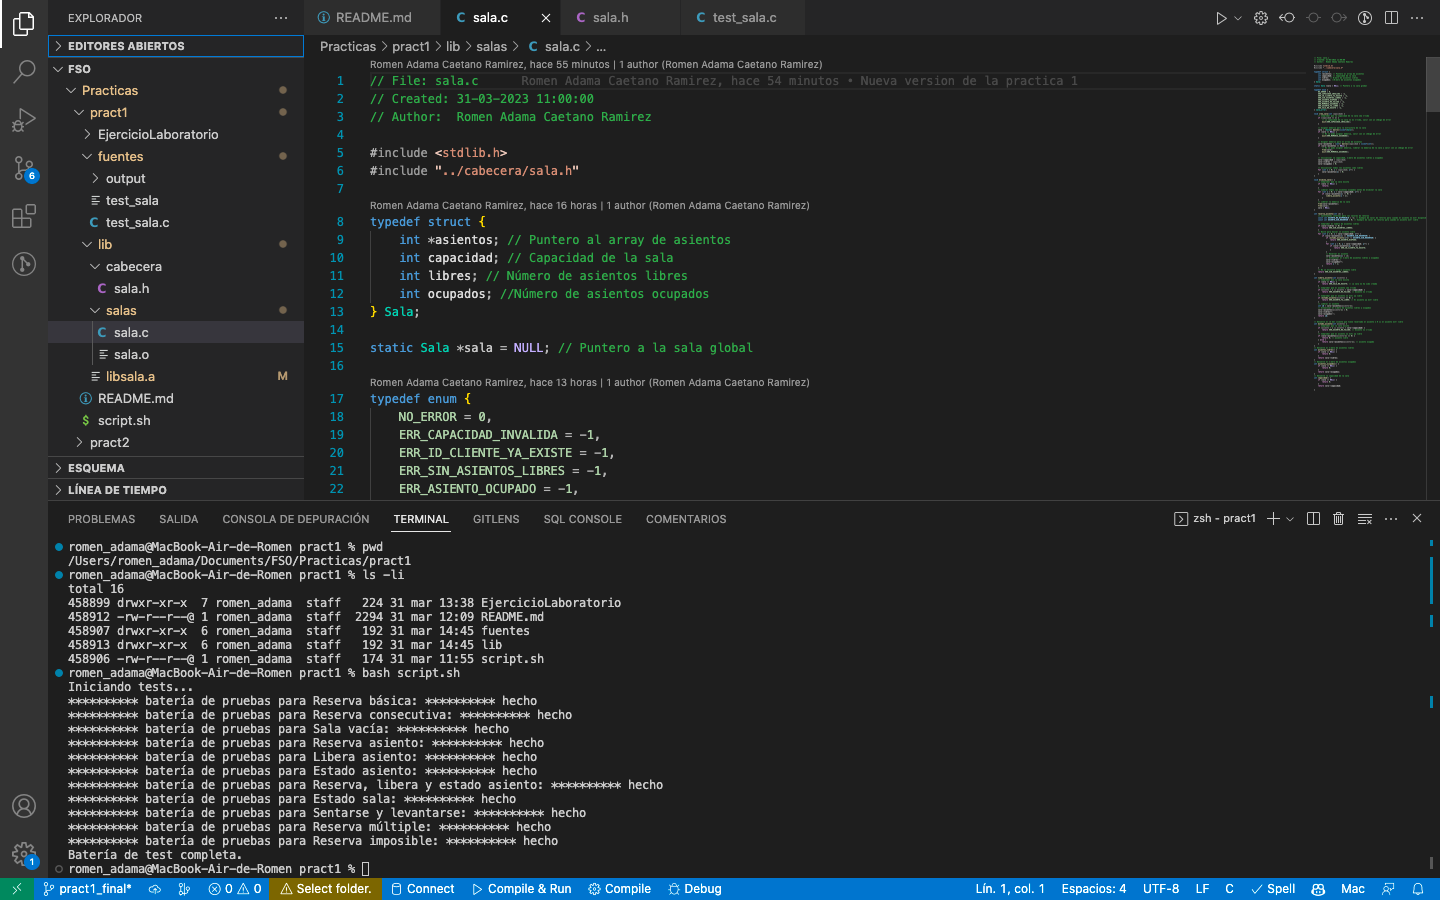 EXPLORADOR
README.md
sala.c
sala.h
test_sala.c
EDITORES ABIERTOS
FSO
Practicas
pract1
EjercicioLaboratorio
fuentes
output
test_sala
test_sala.c
lib
cabecera
sala.h
salas
sala.c
sala.o
libsala.a M
README.md
script.sh
pract2
ESQUEMA
LÍNEA DE TIEMPO
6
1
Practicas > pract1 > lib > salas > sala.c > ...
Romen Adama Caetano Ramirez, hace 55 minutos | 1 author (Romen Adama Caetano Ramirez)
1 // File: sala.c Romen Adama Caetano Ramirez, hace 54 minutos • Nueva version de la practica 1
2 // Created: 31-03-2023 11:00:00
3 // Author:  Romen Adama Caetano Ramirez
4
5 #include <stdlib.h>
6 #include "../cabecera/sala.h"
7
Romen Adama Caetano Ramirez, hace 16 horas | 1 author (Romen Adama Caetano Ramirez)
8 typedef struct {
9     int *asientos; // Puntero al array de asientos
10     int capacidad; // Capacidad de la sala
11     int libres; // Número de asientos libres
12     int ocupados; //Número de asientos ocupados
13 } Sala;
14
15 static Sala *sala = NULL; // Puntero a la sala global
16
Romen Adama Caetano Ramirez, hace 13 horas | 1 author (Romen Adama Caetano Ramirez)
17 typedef enum {
18     NO_ERROR = 0,
19     ERR_CAPACIDAD_INVALIDA = -1,
20     ERR_ID_CLIENTE_YA_EXISTE = -1,
21     ERR_SIN_ASIENTOS_LIBRES = -1,
22     ERR_ASIENTO_OCUPADO = -1,
PROBLEMAS SALIDA CONSOLA DE DEPURACIÓN TERMINAL GITLENS SQL CONSOLE COMENTARIOS
zsh - pract1
romen_adama@MacBook-Air-de-Romen pract1 % pwd
/Users/romen_adama/Documents/FSO/Practicas/pract1
romen_adama@MacBook-Air-de-Romen pract1 % ls -li
total 16
458899 drwxr-xr-x  7 romen_adama  staff   224 31 mar 13:38 EjercicioLaboratorio
458912 -rw-r--r--@ 1 romen_adama  staff  2294 31 mar 12:09 README.md
458907 drwxr-xr-x  6 romen_adama  staff   192 31 mar 14:45 fuentes
458913 drwxr-xr-x  6 romen_adama  staff   192 31 mar 14:45 lib
458906 -rw-r--r--@ 1 romen_adama  staff   174 31 mar 11:55 script.sh
romen_adama@MacBook-Air-de-Romen pract1 % bash script.sh
Iniciando tests...
********** batería de pruebas para Reserva básica: ********** hecho
********** batería de pruebas para Reserva consecutiva: ********** hecho
********** batería de pruebas para Sala vacía: ********** hecho
********** batería de pruebas para Reserva asiento: ********** hecho
********** batería de pruebas para Libera asiento: ********** hecho
********** batería de pruebas para Estado asiento: ********** hecho
********** batería de pruebas para Reserva, libera y estado asiento: ********** hecho
********** batería de pruebas para Estado sala: ********** hecho
********** batería de pruebas para Sentarse y levantarse: ********** hecho
********** batería de pruebas para Reserva múltiple: ********** hecho
********** batería de pruebas para Reserva imposible: ********** hecho
Batería de test completa.
romen_adama@MacBook-Air-de-Romen pract1 %
pract1_final* 0 0 Select folder. Connect Compile & Run Compile Debug Lín. 1, col. 1 Espacios: 4 UTF-8 LF C Spell Mac